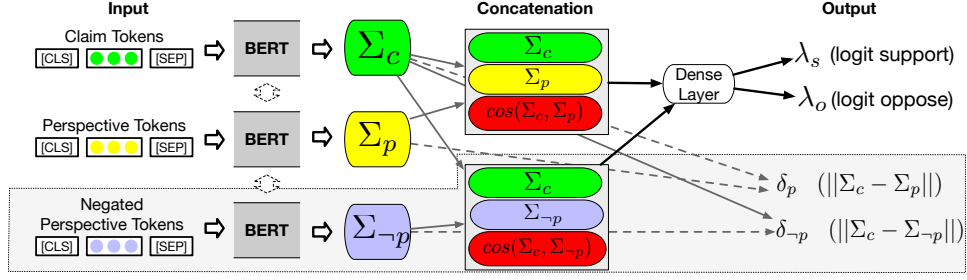 Input
Concatenation
Output
Claim Tokens
[CLS]
[SEP]
BERT
Σc
Σc
Σp
cos(Σc, Σp)
Dense
Layer
λs (logit support)
λo (logit oppose)
Perspective Tokens
[CLS]
[SEP]
BERT
Σp
Negated
Perspective Tokens
[CLS]
[SEP]
BERT
Σ¬p
Σc
Σ¬p
cos(Σc, Σ¬p)
δp (||Σc − Σp||)
δ¬p (||Σc − Σ¬p||)